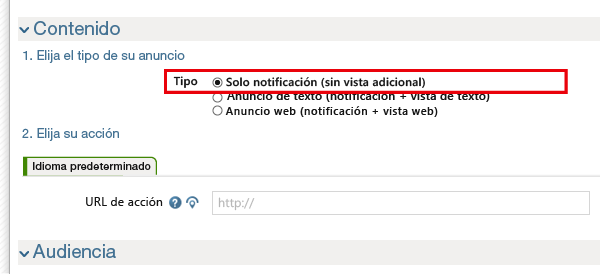 Contenido
1. Elija el tipo de su anuncio
Tipo Solo notificación (sin vista adicional)
Anuncio de texto (notificación + vista de texto)
Anuncio web (notificación + vista web)
2. Elija su acción
Idioma predeterminado
URL de acción ? http://
Audiencia